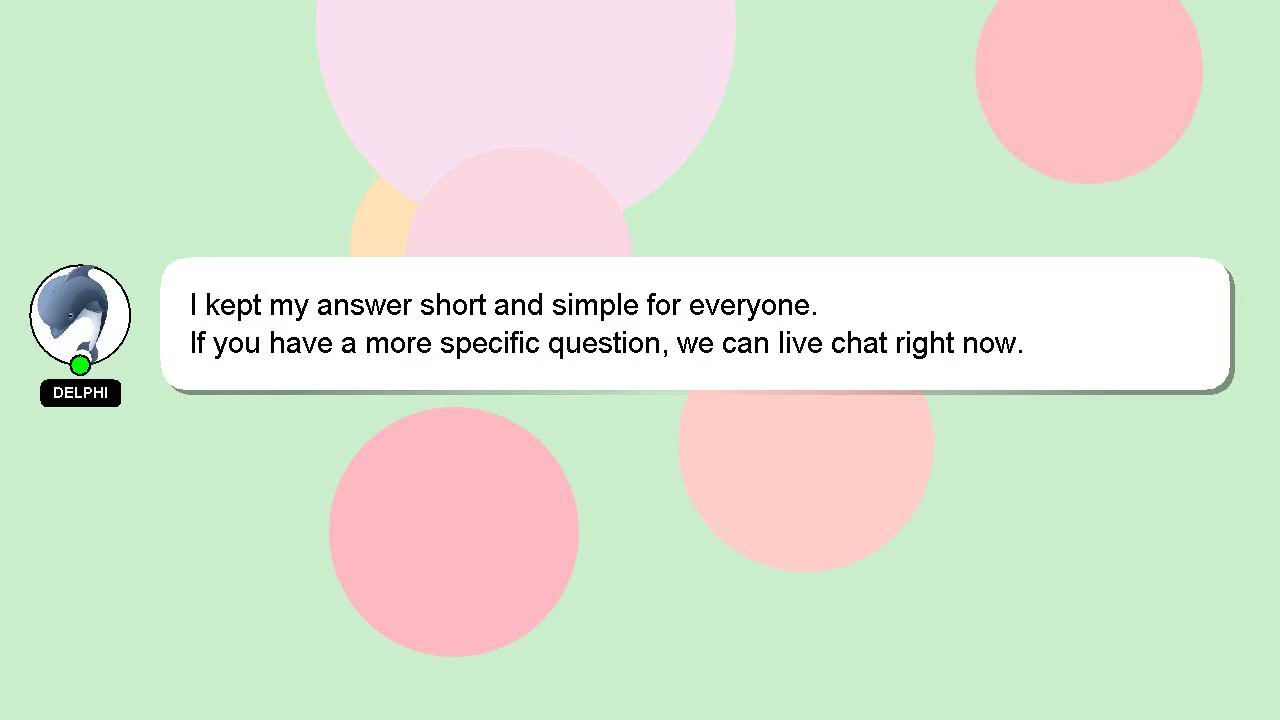 I kept my answer short and simple for everyone.
If you have a more specific question, we can live chat right now.
DELPHI